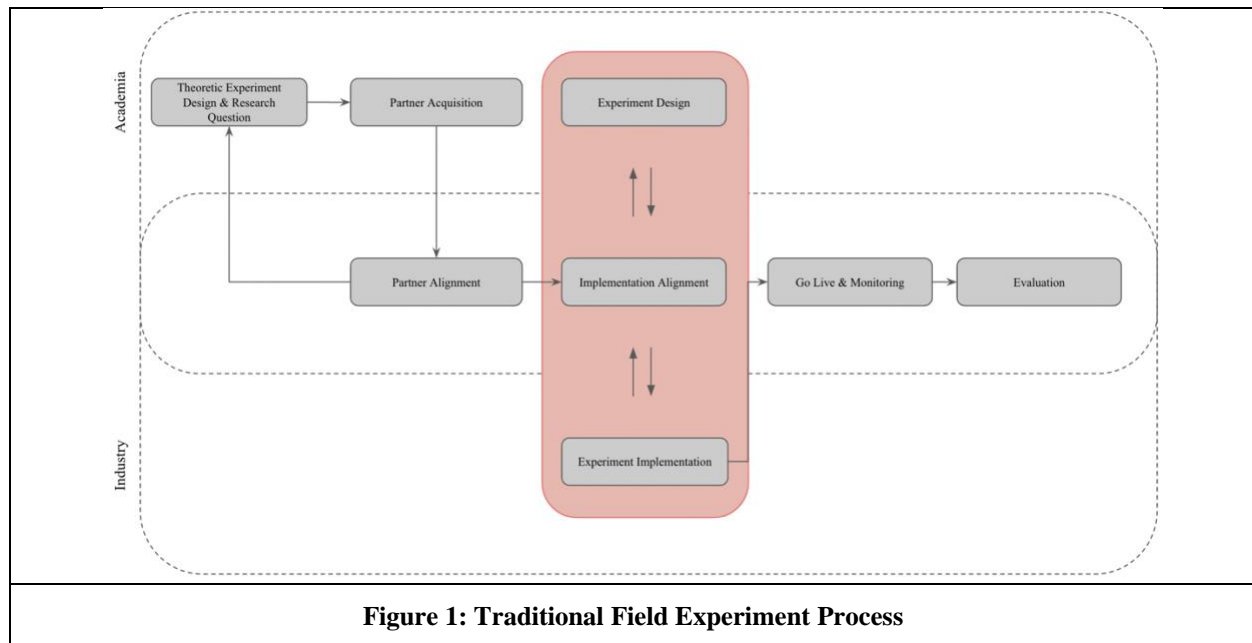 Academia
Theoretic Experiment
Design & Research
Question
Partner Acquisition
Experiment Design
Partner Alignment
Implementation Alignment
Go Live & Monitoring
Evaluation
Industry
Experiment Implementation
Figure 1: Traditional Field Experiment Process